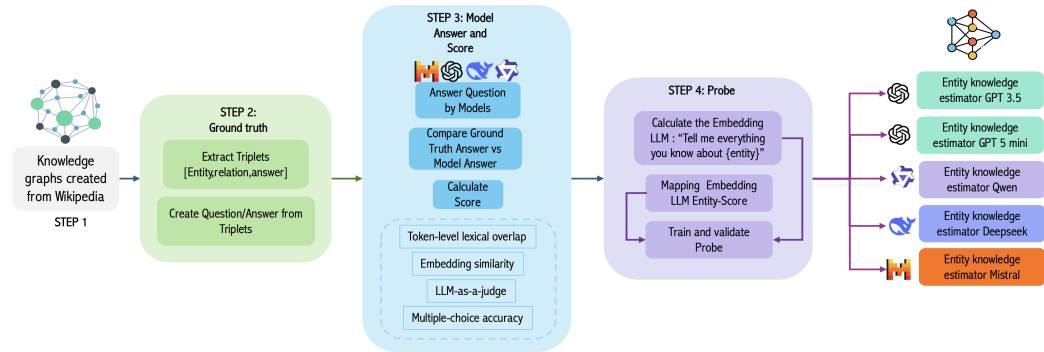 Knowledge
graphs created
from Wikipedia
STEP 1
STEP 2:
Ground truth
Extract Triplets
[Entity,relation,answer]
Create Question/Answer from
Triplets
STEP 3: Model
Answer and
Score
Answer Question
by Models
Compare Ground
Truth Answer vs
Model Answer
Calculate
Score
Token-level lexical overlap
Embedding similarity
LLM-as-a-judge
Multiple-choice accuracy
STEP 4: Probe
Calculate the Embedding
LLM : “Tell me everything
you know about {entity}”
Mapping Embedding
LLM Entity-Score
Train and validate
Probe
Entity knowledge
estimator GPT 3.5
Entity knowledge
estimator GPT 5 mini
Entity knowledge
estimator Qwen
Entity knowledge
estimator Deepseek
Entity knowledge
estimator Mistral